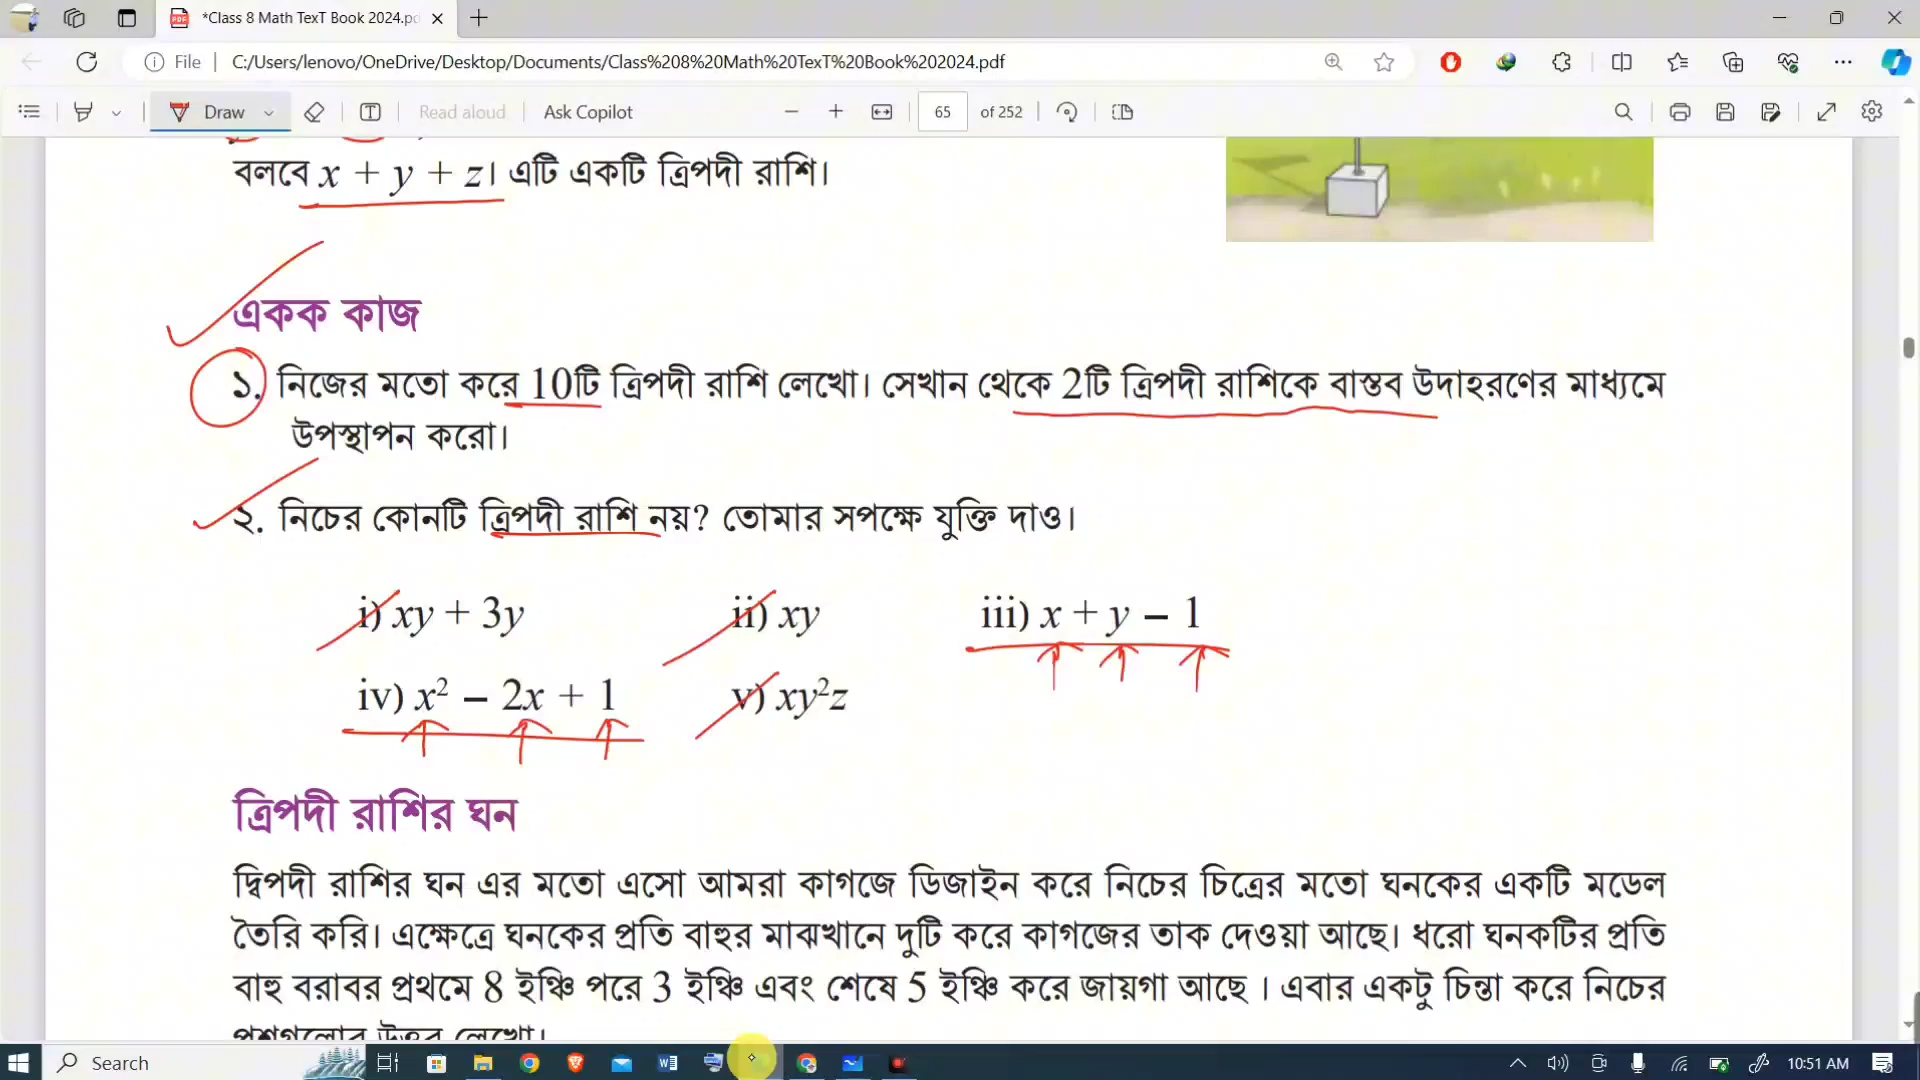 *Class 8 Math TexT Book 2024.pd
File C:/Users/lenovo/OneDrive/Desktop/Documents/Class%208%20Math%20TexT%20Book%202024.pdf
Draw Read aloud Ask Copilot 65 of 252
বলবে x + y + z। এটি একটি ত্রিপদী রাশি।
একক কাজ
১. নিজের মতো করে 10টি ত্রিপদী রাশি লেখো। সেখান থেকে 2টি ত্রিপদী রাশিকে বাস্তব উদাহরণের মাধ্যমে
উপস্থাপন করো।
২. নিচের কোনটি ত্রিপদী রাশি নয়? তোমার সপক্ষে যুক্তি দাও।
i) xy + 3y ii) xy iii) x + y – 1
iv) x² – 2x + 1 v) xy²z
ত্রিপদী রাশির ঘন
দ্বিপদী রাশির ঘন এর মতো এসো আমরা কাগজে ডিজাইন করে নিচের চিত্রের মতো ঘনকের একটি মডেল
তৈরি করি। এক্ষেত্রে ঘনকের প্রতি বাহুর মাঝখানে দুটি করে কাগজের তাক দেওয়া আছে। ধরো ঘনকটির প্রতি
বাহু বরাবর প্রথমে 8 ইঞ্চি পরে 3 ইঞ্চি এবং শেষে 5 ইঞ্চি করে জায়গা আছে । এবার একটু চিন্তা করে নিচের
প্রশ্নগুলোর উত্তর লেখো।
Search 10:51 AM